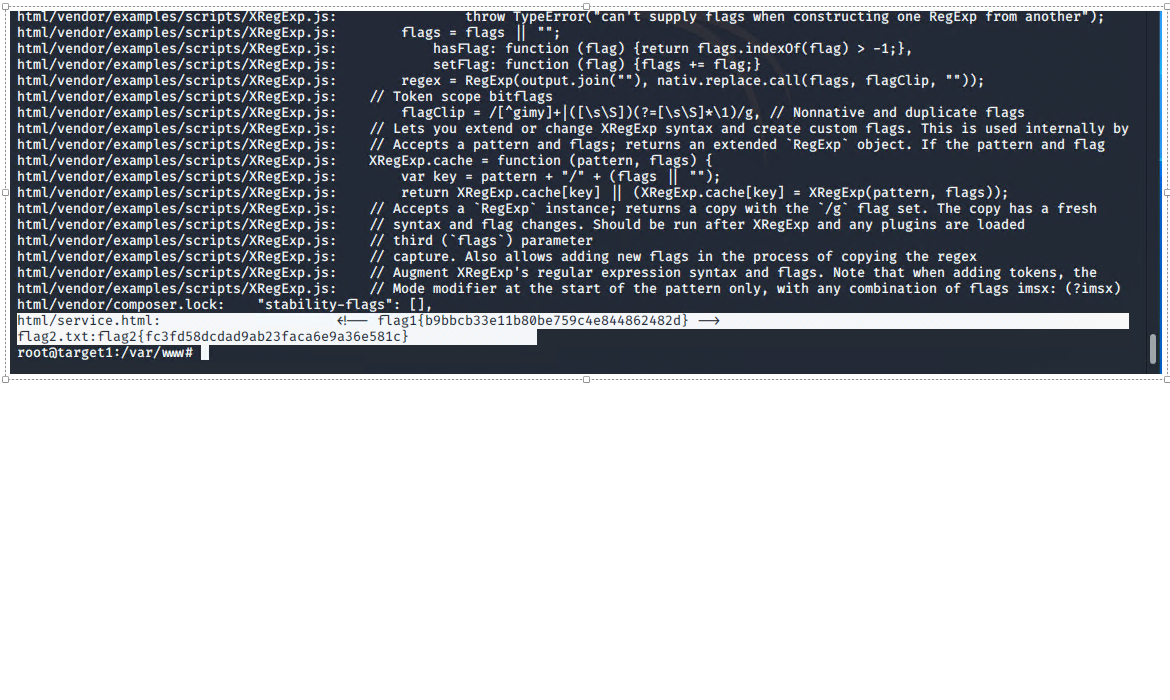 html/vendor/examples/scripts/XRegExp.js:                throw TypeError("can't supply flags when constructing one RegExp from another");
html/vendor/examples/scripts/XRegExp.js:        flags = flags || "";
html/vendor/examples/scripts/XRegExp.js:            hasFlag: function (flag) {return flags.indexOf(flag) > -1;},
html/vendor/examples/scripts/XRegExp.js:            setFlag: function (flag) {flags += flag;}
html/vendor/examples/scripts/XRegExp.js:        regex = RegExp(output.join(""), nativ.replace.call(flags, flagClip, ""));
html/vendor/examples/scripts/XRegExp.js:    // Token scope bitflags
html/vendor/examples/scripts/XRegExp.js:        flagClip = /[^gimy]+|([\s\S])(?=[\s\S]*\1)/g, // Nonnative and duplicate flags
html/vendor/examples/scripts/XRegExp.js:    // Lets you extend or change XRegExp syntax and create custom flags. This is used internally by
html/vendor/examples/scripts/XRegExp.js:    // Accepts a pattern and flags; returns an extended `RegExp` object. If the pattern and flag
html/vendor/examples/scripts/XRegExp.js:    XRegExp.cache = function (pattern, flags) {
html/vendor/examples/scripts/XRegExp.js:        var key = pattern + "/" + (flags || "");
html/vendor/examples/scripts/XRegExp.js:        return XRegExp.cache[key] || (XRegExp.cache[key] = XRegExp(pattern, flags));
html/vendor/examples/scripts/XRegExp.js:    // Accepts a `RegExp` instance; returns a copy with the `/g` flag set. The copy has a fresh
html/vendor/examples/scripts/XRegExp.js:    // syntax and flag changes. Should be run after XRegExp and any plugins are loaded
html/vendor/examples/scripts/XRegExp.js:    // third (`flags`) parameter
html/vendor/examples/scripts/XRegExp.js:    // capture. Also allows adding new flags in the process of copying the regex
html/vendor/examples/scripts/XRegExp.js:    // Augment XRegExp's regular expression syntax and flags. Note that when adding tokens, the
html/vendor/examples/scripts/XRegExp.js:    // Mode modifier at the start of the pattern only, with any combination of flags imsx: (?imsx)
html/vendor/composer.lock:    "stability-flags": [],
html/service.html:                      <!-- flag1{b9bbcb33e11b80be759c4e844862482d} -->
flag2.txt:flag2{fc3fd58dcdad9ab23faca6e9a36e581c}
root@target1:/var/www#